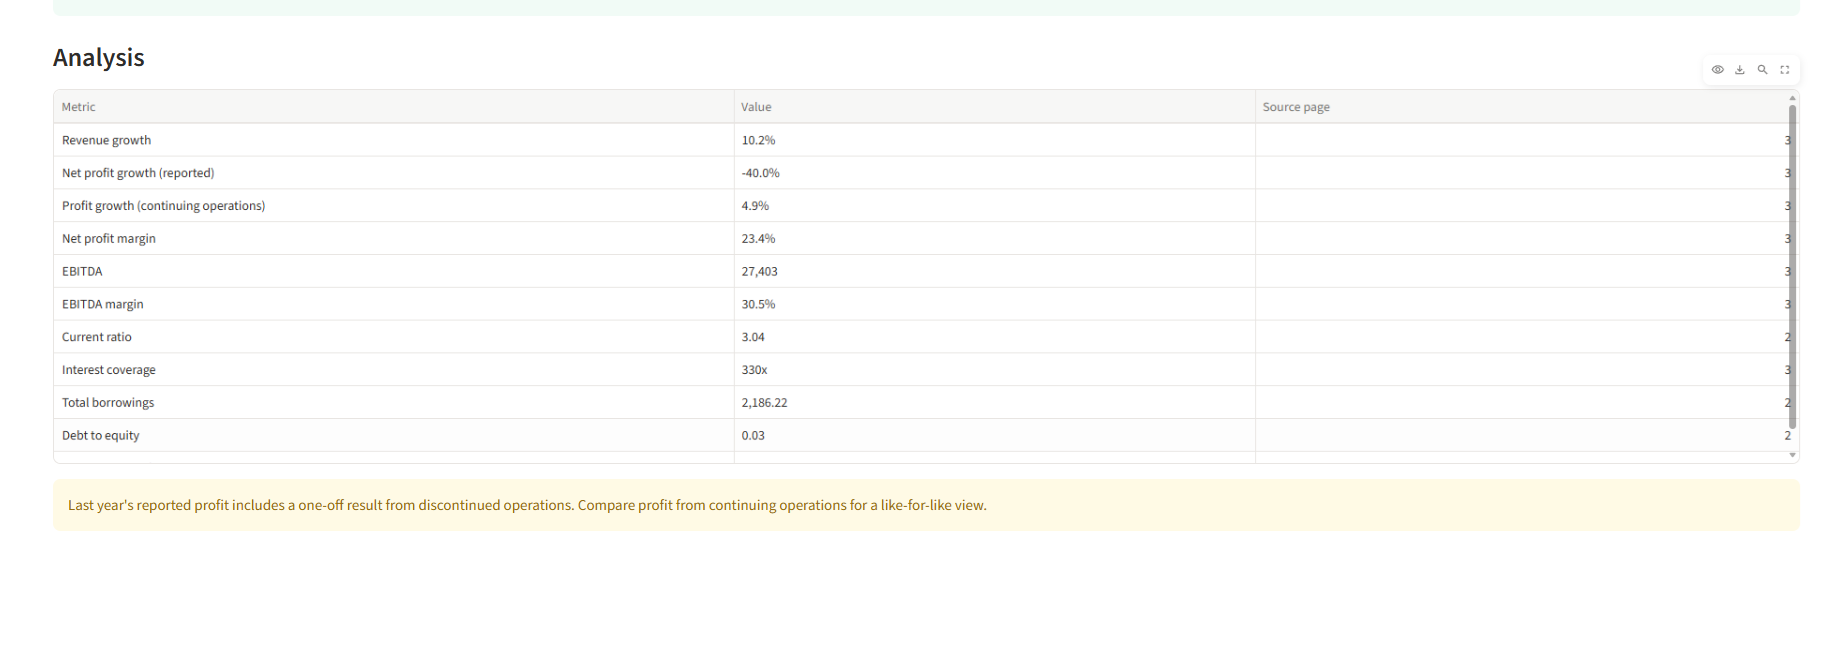 Analysis
Metric Value Source page
Revenue growth 10.2% 3
Net profit growth (reported) -40.0% 3
Profit growth (continuing operations) 4.9% 3
Net profit margin 23.4% 3
EBITDA 27,403 3
EBITDA margin 30.5% 3
Current ratio 3.04 2
Interest coverage 330x 3
Total borrowings 2,186.22 2
Debt to equity 0.03 2
Last year's reported profit includes a one-off result from discontinued operations. Compare profit from continuing operations for a like-for-like view.